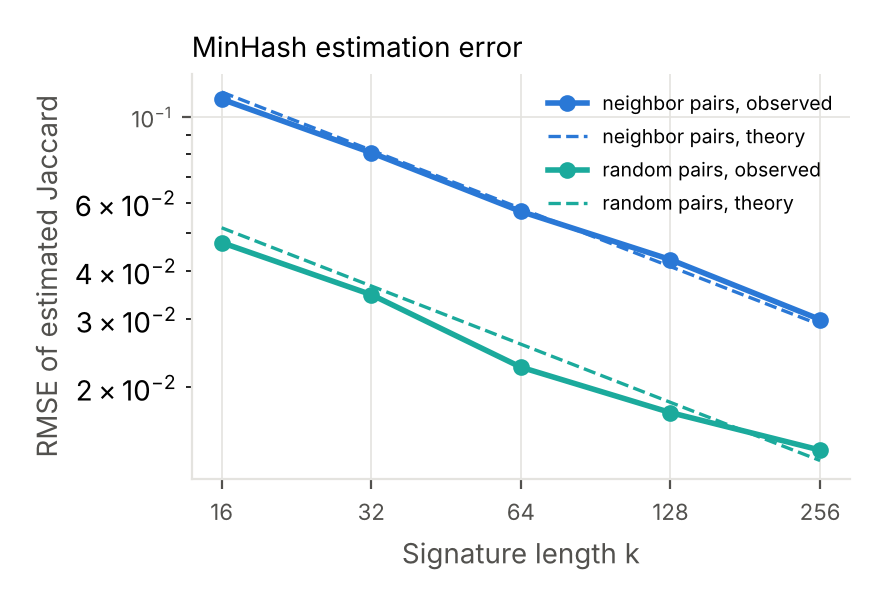 MinHash estimation error
RMSE of estimated Jaccard
10⁻¹
6 × 10⁻²
4 × 10⁻²
3 × 10⁻²
2 × 10⁻²
neighbor pairs, observed
neighbor pairs, theory
random pairs, observed
random pairs, theory
16 32 64 128 256
Signature length k